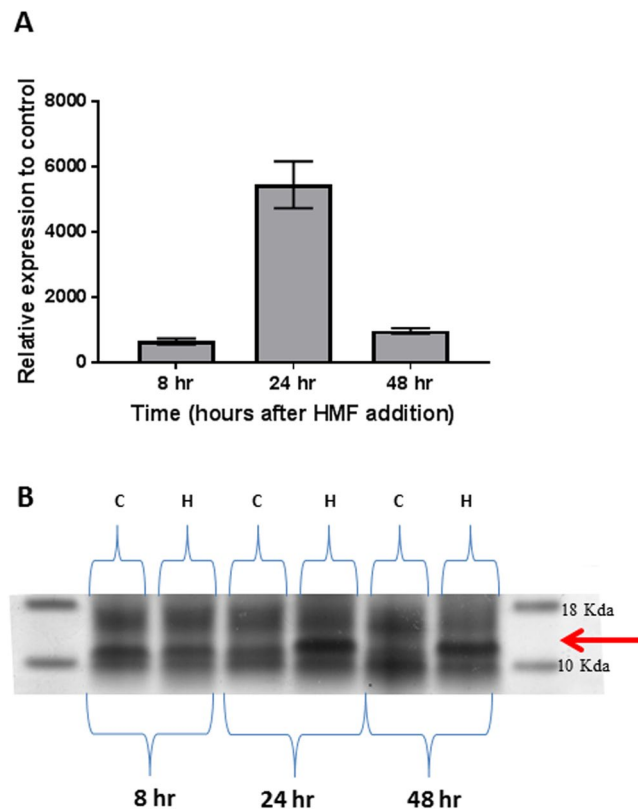 A
Relative expression to control
8000
6000
4000
2000
0
8 hr 24 hr 48 hr
Time (hours after HMF addition)
B
C H C H C H
18 Kda
10 Kda
8 hr 24 hr 48 hr